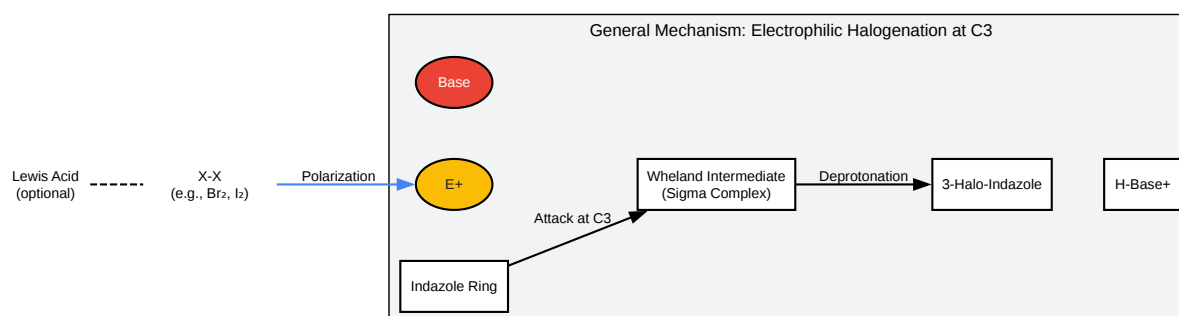 General Mechanism: Electrophilic Halogenation at C3
Base
Lewis Acid
(optional)
X-X
(e.g., Br₂, I₂)
Polarization
E+
Wheland Intermediate
(Sigma Complex)
Deprotonation
3-Halo-Indazole
H-Base+
Attack at C3
Indazole Ring